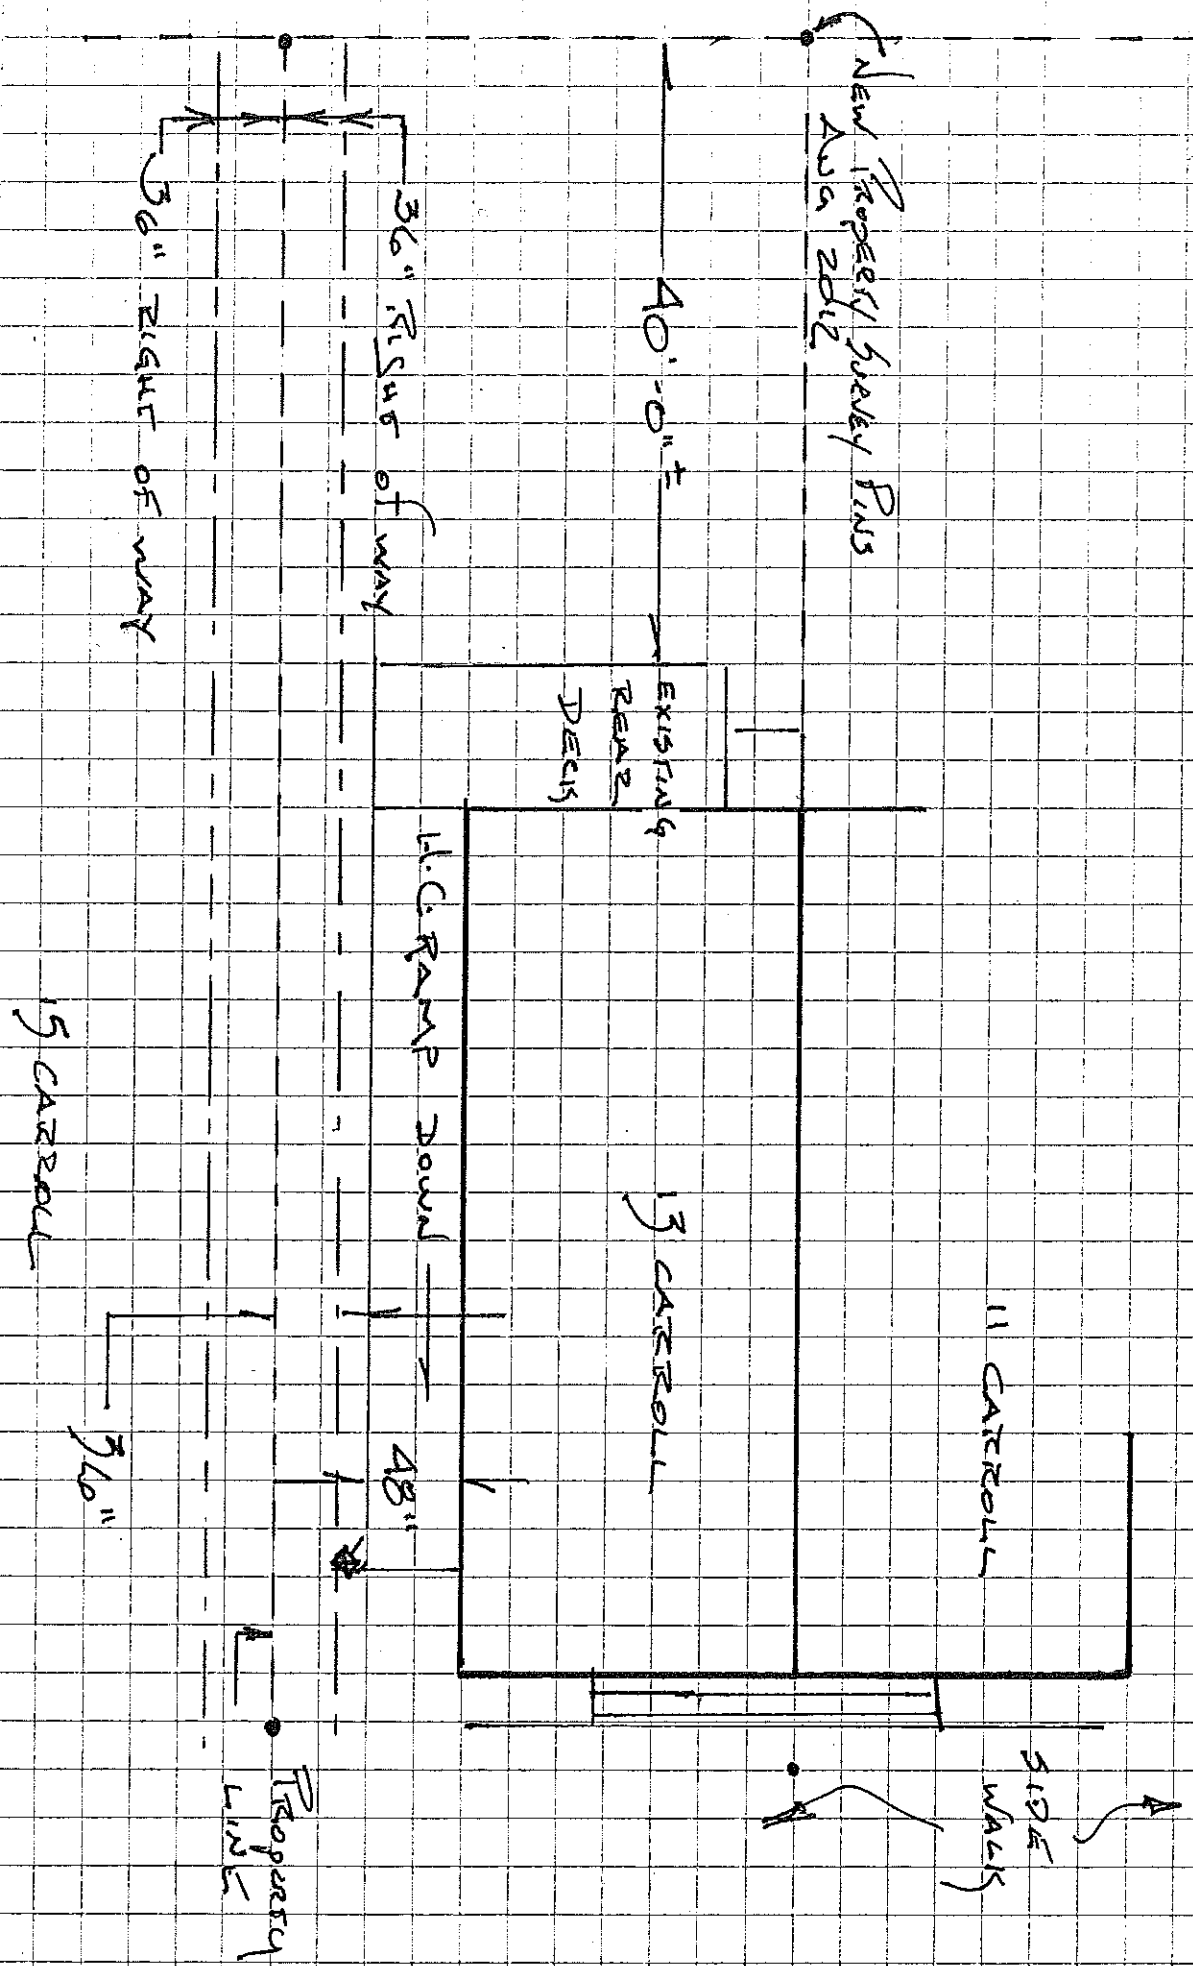 NEW PROPERTY SURVEY PINS
AUG 2012
40'-0" ±
36" RIGHT OF WAY
36" RIGHT OF WAY
EXISTING
REAR
DECK
H.C. RAMP DOWN
13 CARROLL
11 CARROLL
15 CARROLL
48"
36"
SIDE
WALK
PROPERTY
LINE